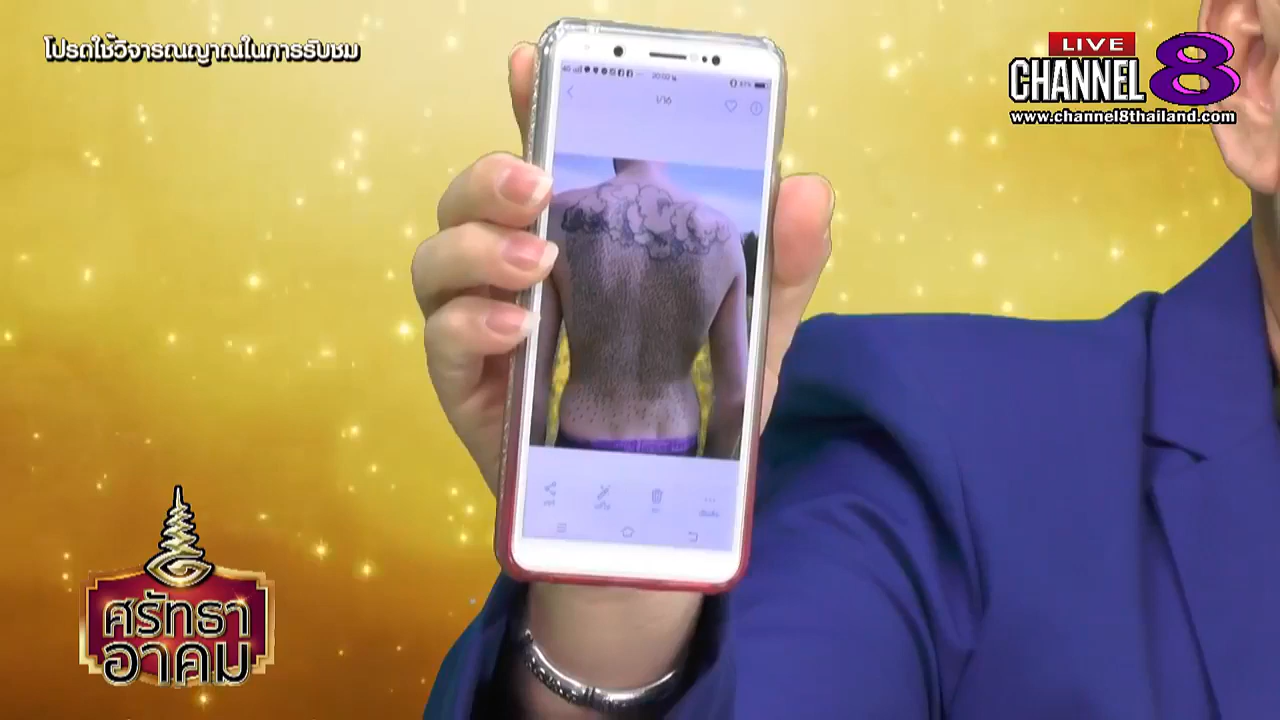 โปรดใช้วิจารณญาณในการรับชม
LIVE
CHANNEL 8
www.channel8thailand.com
1/16
ศรัทธา
อาคม